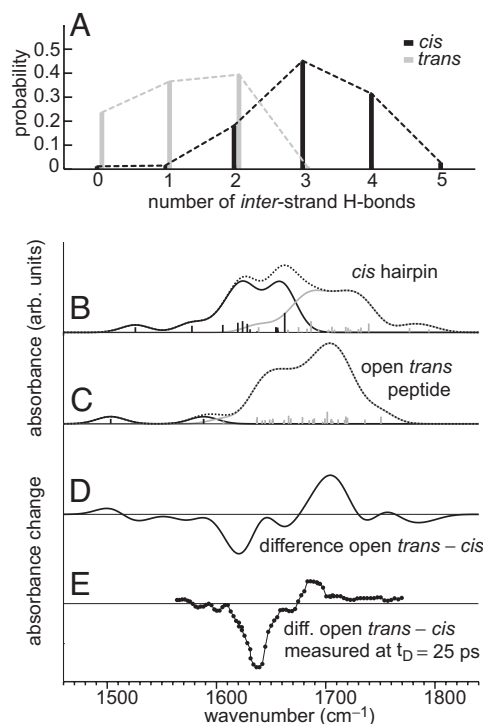 A
probability
0.5
0.4
0.3
0.2
0.1
0
cis
trans
0 1 2 3 4 5
number of inter-strand H-bonds
absorbance (arb. units)
B
cis hairpin
C
open trans
peptide
absorbance change
D
difference open trans – cis
E
diff. open trans – cis
measured at tD = 25 ps
1500 1600 1700 1800
wavenumber (cm⁻¹)